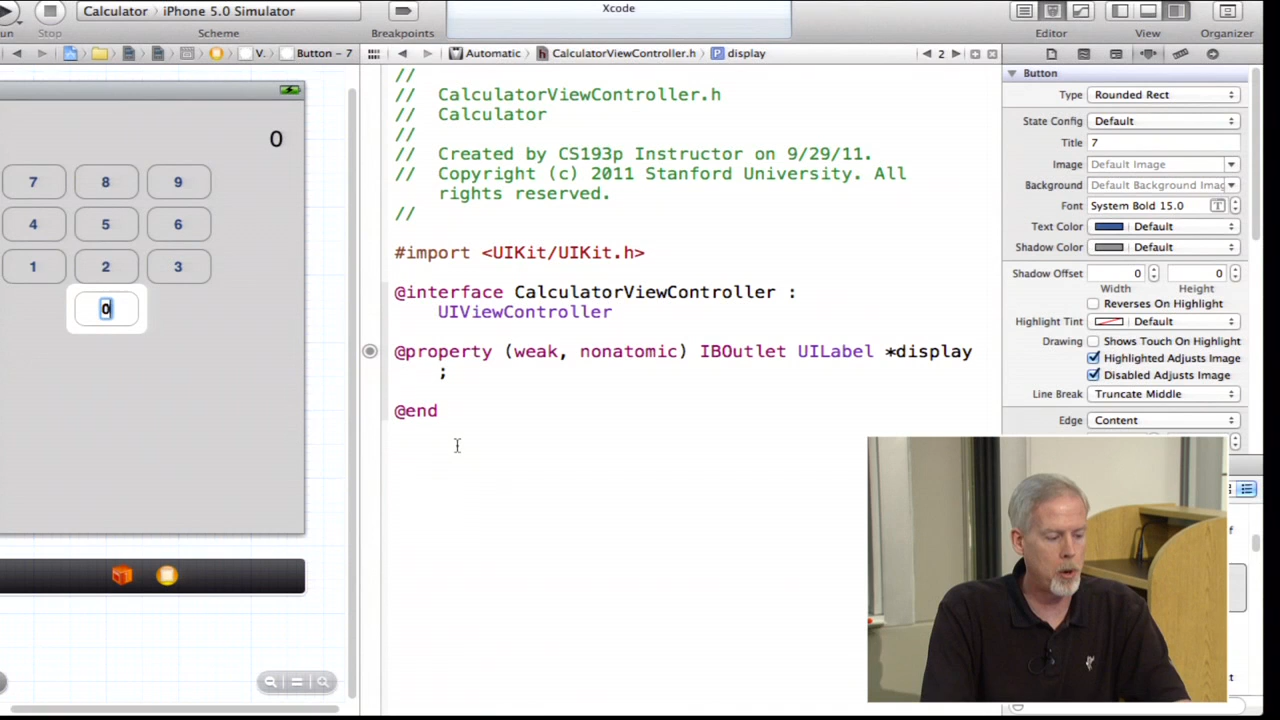 Calculator
iPhone 5.0 Simulator
Xcode
Stop
Scheme
Breakpoints
Editor
View
Organizer
Button – 7
Automatic
CalculatorViewController.h
display
2
0
7 8 9
4 5 6
1 2 3
0
//
// CalculatorViewController.h
// Calculator
//
// Created by CS193p Instructor on 9/29/11.
// Copyright (c) 2011 Stanford University. All
rights reserved.
//
#import <UIKit/UIKit.h>
@interface CalculatorViewController :
UIViewController
@property (weak, nonatomic) IBOutlet UILabel *display
;
@end
Button
Type Rounded Rect
State Config Default
Title 7
Image Default Image
Background Default Background Imag
Font System Bold 15.0
Text Color Default
Shadow Color Default
Shadow Offset 0 0
Width Height
Reverses On Highlight
Highlight Tint Default
Drawing Shows Touch On Highlight
Highlighted Adjusts Image
Disabled Adjusts Image
Line Break Truncate Middle
Edge Content